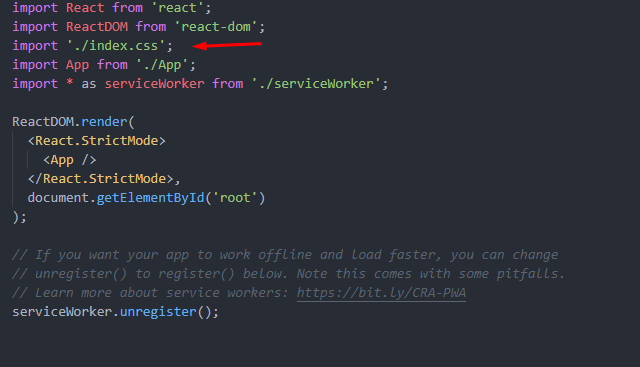 import React from 'react';
import ReactDOM from 'react-dom';
import './index.css';
import App from './App';
import * as serviceWorker from './serviceWorker';
ReactDOM.render(
<React.StrictMode>
<App />
</React.StrictMode>,
document.getElementById('root')
);
// If you want your app to work offline and load faster, you can change
// unregister() to register() below. Note this comes with some pitfalls.
// Learn more about service workers: https://bit.ly/CRA-PWA
serviceWorker.unregister();